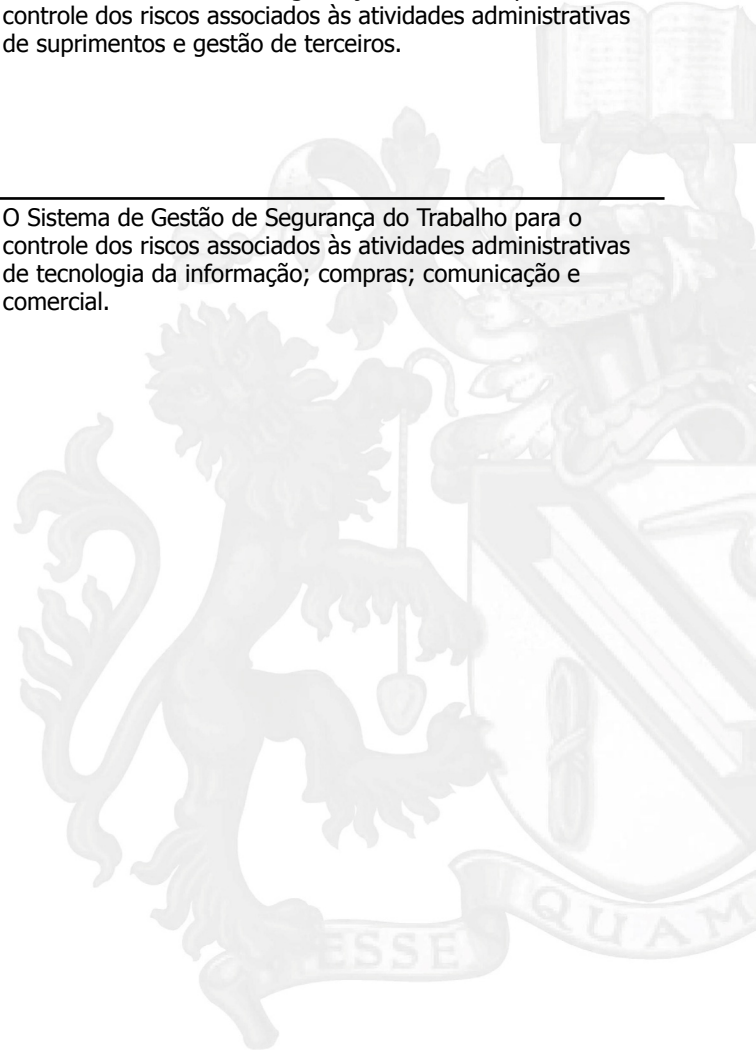 controle dos riscos associados às atividades administrativas
de suprimentos e gestão de terceiros.
O Sistema de Gestão de Segurança do Trabalho para o
controle dos riscos associados às atividades administrativas
de tecnologia da informação; compras; comunicação e
comercial.
ESSE
QUAM